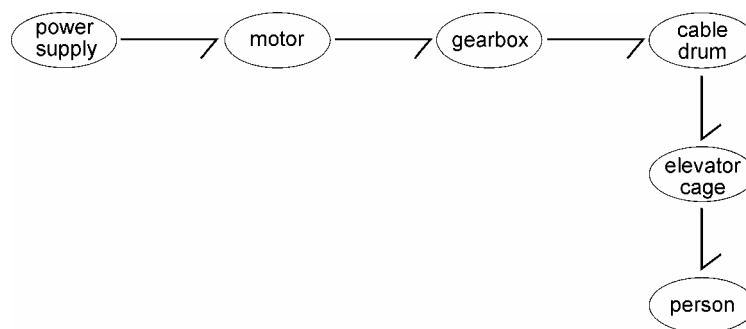 power
supply
motor
gearbox
cable
drum
elevator
cage
person